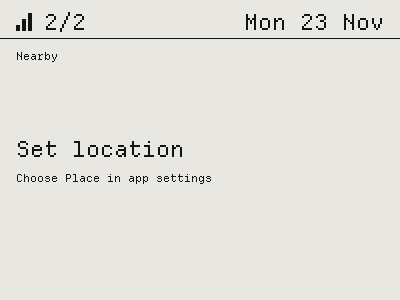 2/2
Mon 23 Nov
Nearby
Set location
Choose Place in app settings